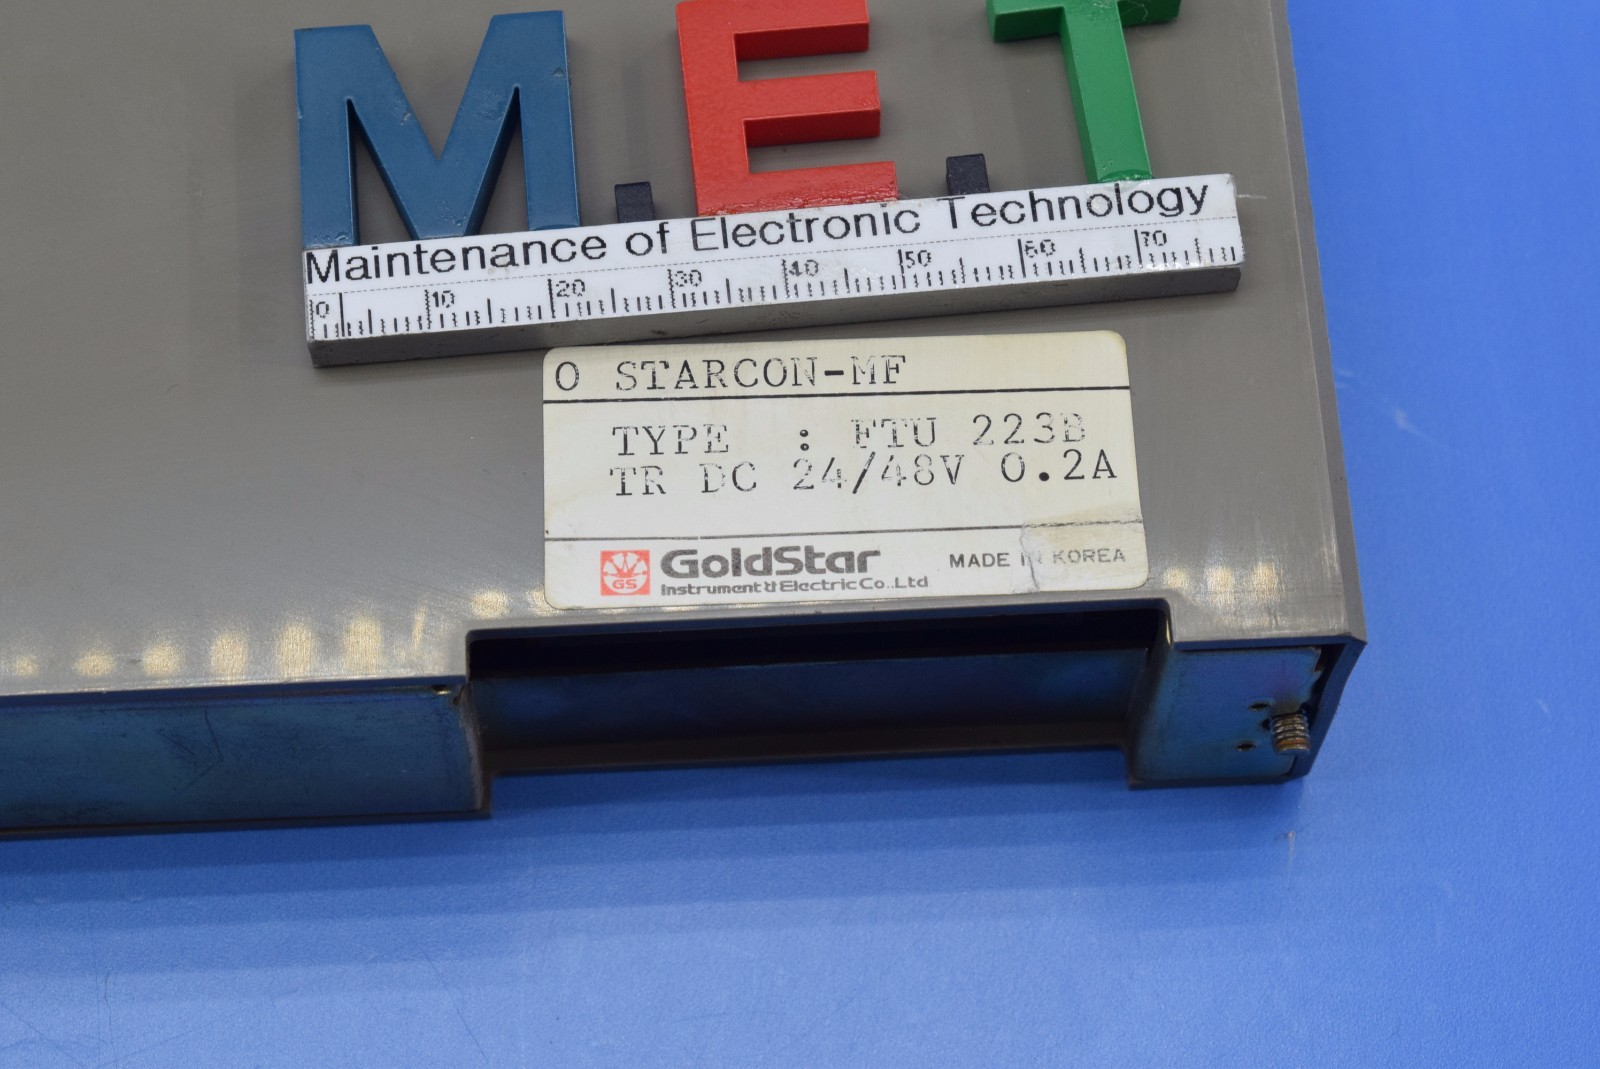 M.E.T
Maintenance of Electronic Technology
0 10 20 30 40 50 60 70
O STARCON-MF
TYPE : FTU 223B
TR DC 24/48V 0.2A
GS
GoldStar MADE IN KOREA
Instrument & Electric Co.,Ltd